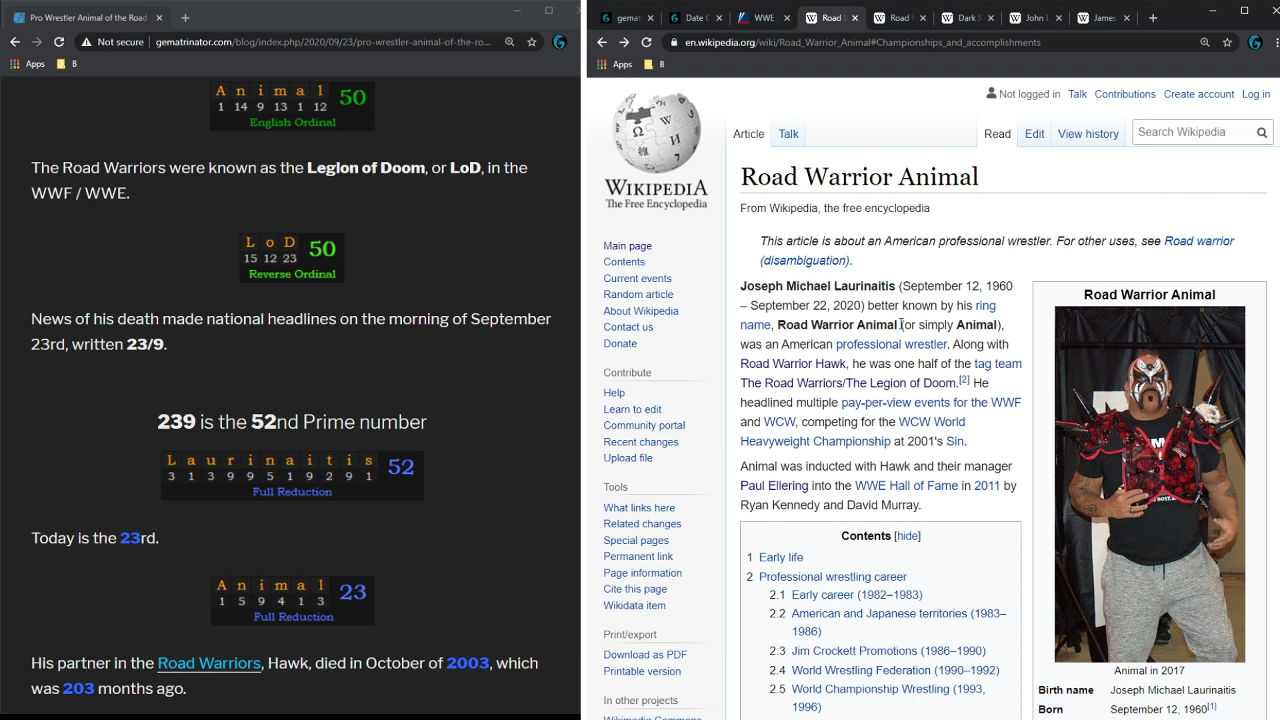 Pro Wrestler Animal of the Road
Not secure
gematrinator.com/blog/index.php/2020/09/23/pro-wrestler-animal-of-the-ro...
Apps
B
A n i m a l 50
1 14 9 13 1 12
English Ordinal
The Road Warriors were known as the Legion of Doom, or LoD, in the
WWF / WWE.
L o D 50
15 12 23
Reverse Ordinal
News of his death made national headlines on the morning of September
23rd, written 23/9.
239 is the 52nd Prime number
L a u r i n a i t i s 52
3 1 3 9 9 5 1 9 2 9 1
Full Reduction
Today is the 23rd.
A n i m a l 23
1 5 9 4 1 3
Full Reduction
His partner in the Road Warriors, Hawk, died in October of 2003, which
was 203 months ago.
gemat
Date C
WWE
Road
Road
Dark S
John L
James
en.wikipedia.org/wiki/Road_Warrior_Animal#Championships_and_accomplishments
Apps
B
Not logged in Talk Contributions Create account Log in
Article Talk Read Edit View history Search Wikipedia
WIKIPEDIA
The Free Encyclopedia
Main page
Contents
Current events
Random article
About Wikipedia
Contact us
Donate
Contribute
Help
Learn to edit
Community portal
Recent changes
Upload file
Tools
What links here
Related changes
Special pages
Permanent link
Page information
Cite this page
Wikidata item
Print/export
Download as PDF
Printable version
In other projects
Wikimedia Commons
Road Warrior Animal
From Wikipedia, the free encyclopedia
This article is about an American professional wrestler. For other uses, see Road warrior
(disambiguation).
Joseph Michael Laurinaitis (September 12, 1960
– September 22, 2020) better known by his ring
name, Road Warrior Animal (or simply Animal),
was an American professional wrestler. Along with
Road Warrior Hawk, he was one half of the tag team
The Road Warriors/The Legion of Doom.[2] He
headlined multiple pay-per-view events for the WWF
and WCW, competing for the WCW World
Heavyweight Championship at 2001's Sin.
Animal was inducted with Hawk and their manager
Paul Ellering into the WWE Hall of Fame in 2011 by
Ryan Kennedy and David Murray.
Contents [hide]
1 Early life
2 Professional wrestling career
2.1 Early career (1982–1983)
2.2 American and Japanese territories (1983–
1986)
2.3 Jim Crockett Promotions (1986–1990)
2.4 World Wrestling Federation (1990–1992)
2.5 World Championship Wrestling (1993,
1996)
Road Warrior Animal
Animal in 2017
Birth name Joseph Michael Laurinaitis
Born September 12, 1960[1]